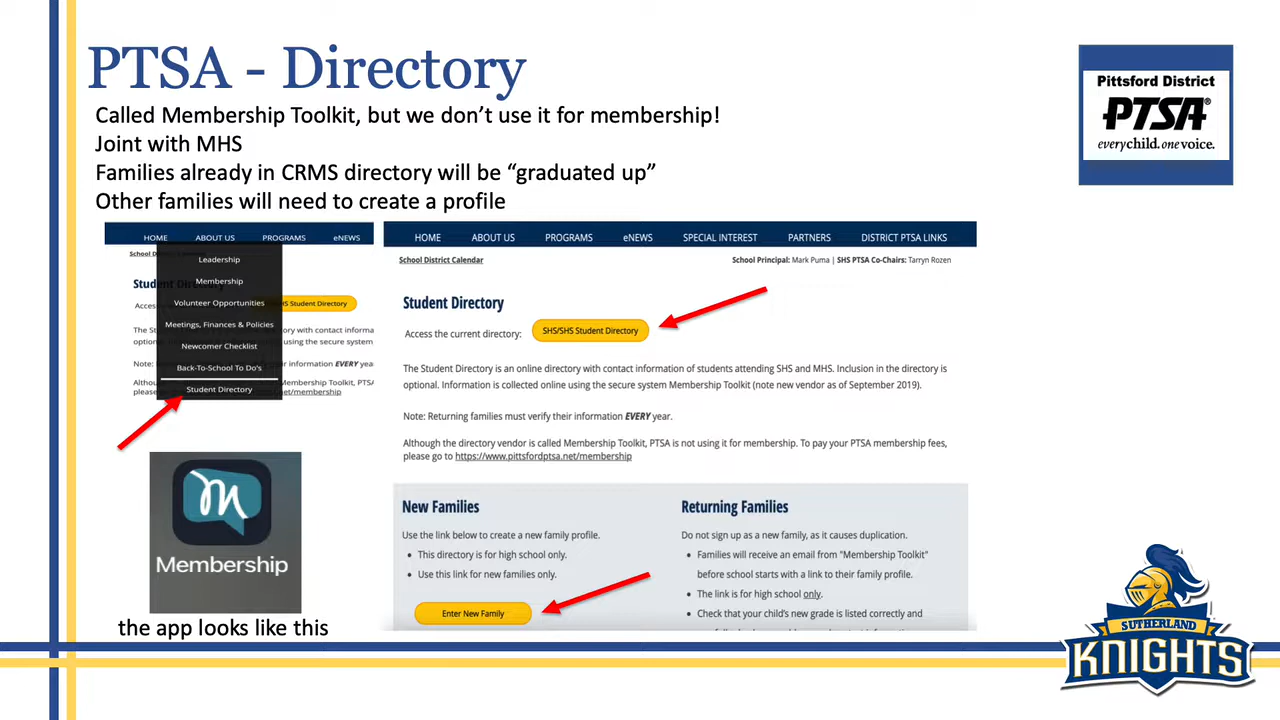 PTSA - Directory
Called Membership Toolkit, but we don’t use it for membership!
Joint with MHS
Families already in CRMS directory will be “graduated up”
Other families will need to create a profile
Pittsford District
PTSA®
everychild.onevoice.
HOME ABOUT US PROGRAMS eNEWS
Leadership
Membership
Volunteer Opportunities
Meetings, Finances & Policies
Newcomer Checklist
Back-To-School To Do's
Student Directory
HOME ABOUT US PROGRAMS eNEWS SPECIAL INTEREST PARTNERS DISTRICT PTSA LINKS
School District Calendar School Principal: Mark Puma | SHS PTSA Co-Chairs: Tarryn Rozen
Student Directory
Access the current directory: SHS/SHS Student Directory
The Student Directory is an online directory with contact information of students attending SHS and MHS. Inclusion in the directory is
optional. Information is collected online using the secure system Membership Toolkit (note new vendor as of September 2019).
Note: Returning families must verify their information EVERY year.
Although the directory vendor is called Membership Toolkit, PTSA is not using it for membership. To pay your PTSA membership fees,
please go to https://www.pittsfordptsa.net/membership
New Families
Use the link below to create a new family profile.
• This directory is for high school only.
• Use this link for new families only.
Enter New Family
Returning Families
Do not sign up as a new family, as it causes duplication.
• Families will receive an email from "Membership Toolkit"
before school starts with a link to their family profile.
• The link is for high school only.
• Check that your child's new grade is listed correctly and
Membership
the app looks like this
SUTHERLAND
KNIGHTS